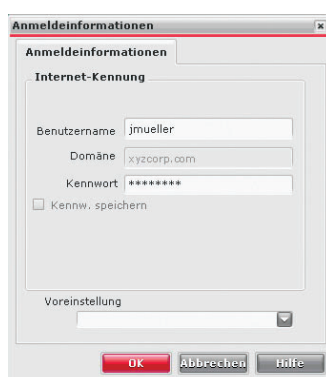 Anmeldeinformationen
Anmeldeinformationen
Internet-Kennung
Benutzername jmueller
Domäne xyzcorp.com
Kennwort ********
Kennw. speichern
Voreinstellung
OK Abbrechen Hilfe